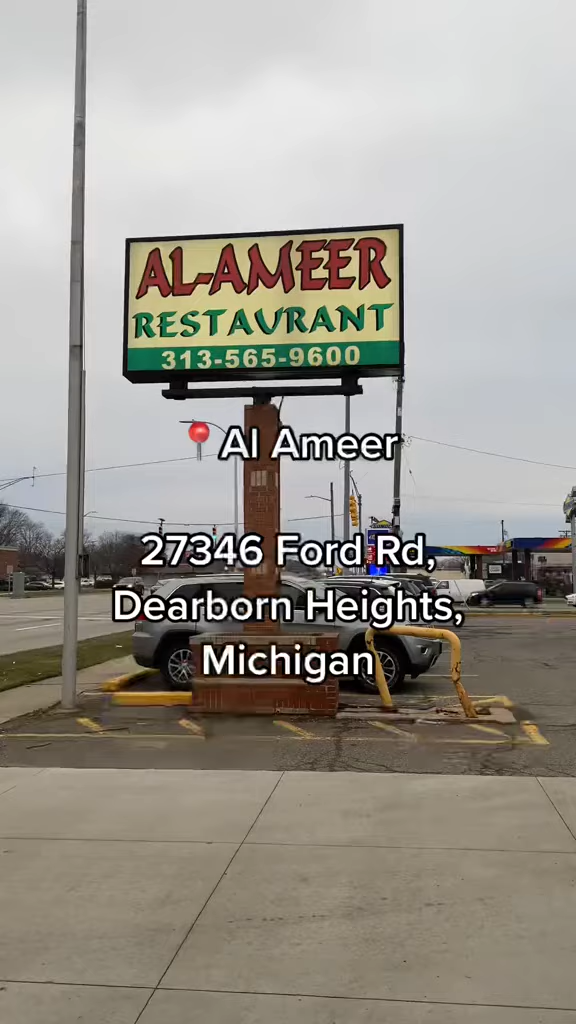 AL-AMEER
RESTAURANT
313-565-9600
📍 Al Ameer
27346 Ford Rd,
Dearborn Heights,
Michigan